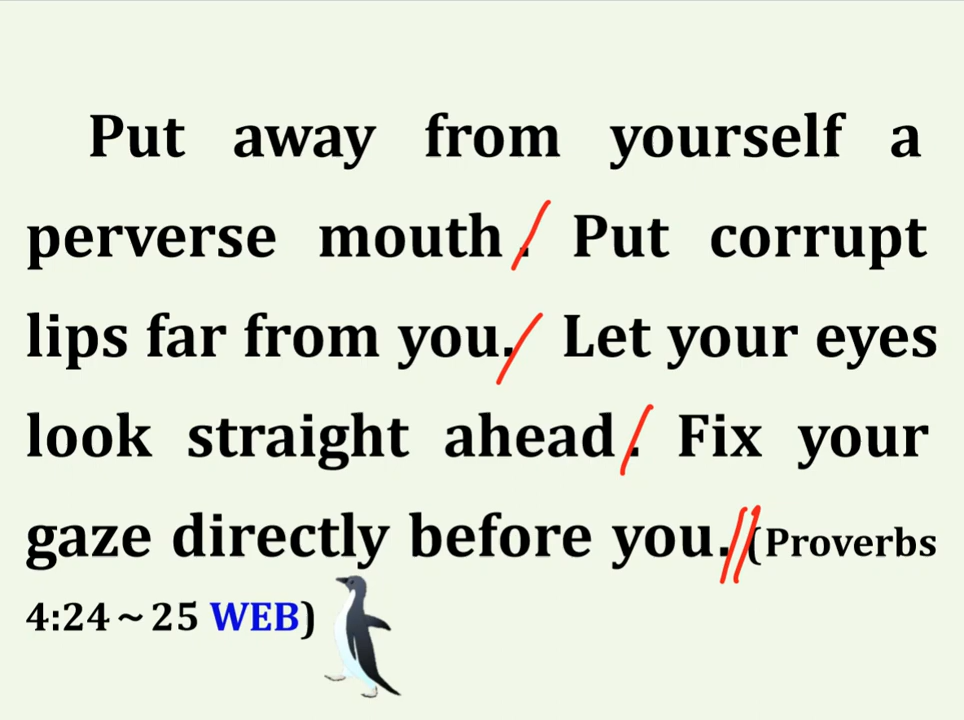 Put away from yourself a
perverse mouth. Put corrupt
lips far from you. Let your eyes
look straight ahead. Fix your
gaze directly before you. (Proverbs
4:24~25 WEB)